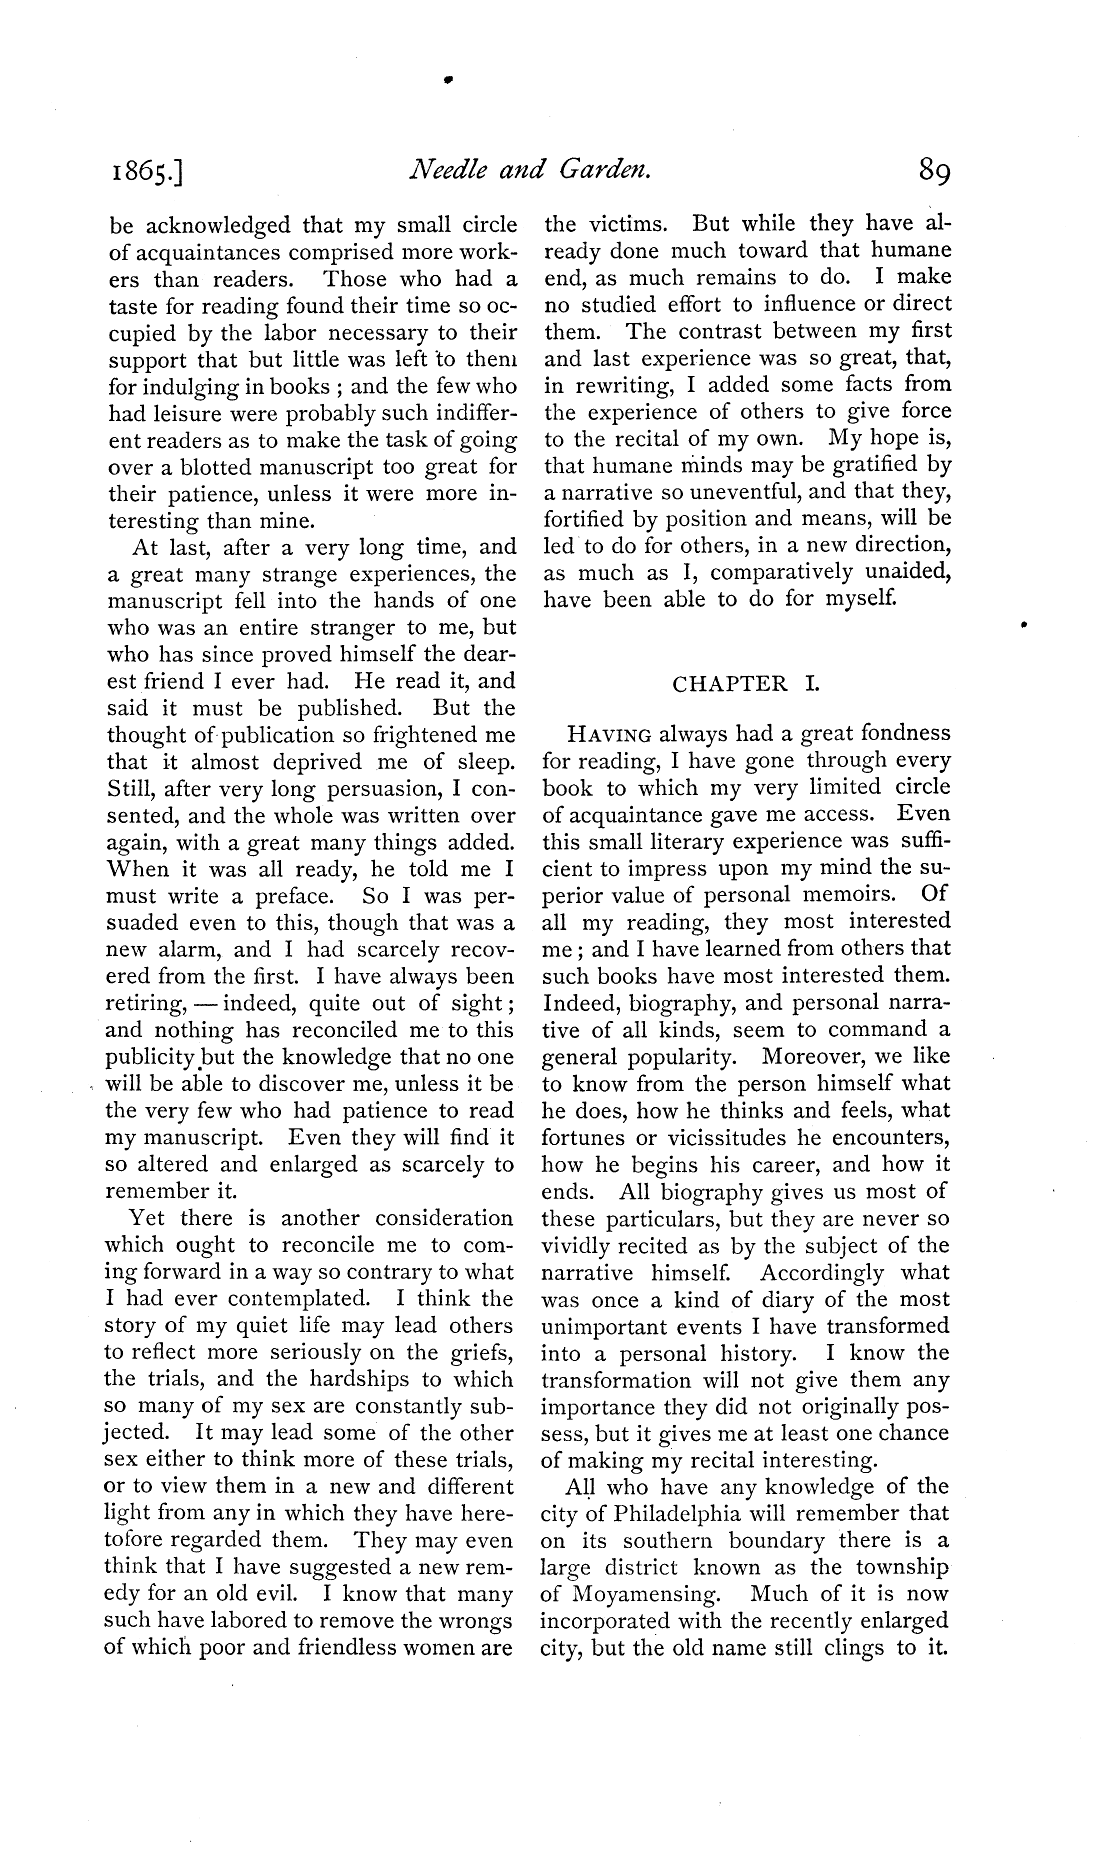 1865.] Needle and Garden. 89
be acknowledged that my small circle
of acquaintances comprised more work-
ers than readers. Those who had a
taste for reading found their time so oc-
cupied by the labor necessary to their
support that but little was left to them
for indulging in books ; and the few who
had leisure were probably such indiffer-
ent readers as to make the task of going
over a blotted manuscript too great for
their patience, unless it were more in-
teresting than mine.
At last, after a very long time, and
a great many strange experiences, the
manuscript fell into the hands of one
who was an entire stranger to me, but
who has since proved himself the dear-
est friend I ever had. He read it, and
said it must be published. But the
thought of publication so frightened me
that it almost deprived me of sleep.
Still, after very long persuasion, I con-
sented, and the whole was written over
again, with a great many things added.
When it was all ready, he told me I
must write a preface. So I was per-
suaded even to this, though that was a
new alarm, and I had scarcely recov-
ered from the first. I have always been
retiring, — indeed, quite out of sight ;
and nothing has reconciled me to this
publicity but the knowledge that no one
will be able to discover me, unless it be
the very few who had patience to read
my manuscript. Even they will find it
so altered and enlarged as scarcely to
remember it.
Yet there is another consideration
which ought to reconcile me to com-
ing forward in a way so contrary to what
I had ever contemplated. I think the
story of my quiet life may lead others
to reflect more seriously on the griefs,
the trials, and the hardships to which
so many of my sex are constantly sub-
jected. It may lead some of the other
sex either to think more of these trials,
or to view them in a new and different
light from any in which they have here-
tofore regarded them. They may even
think that I have suggested a new rem-
edy for an old evil. I know that many
such have labored to remove the wrongs
of which poor and friendless women are
the victims. But while they have al-
ready done much toward that humane
end, as much remains to do. I make
no studied effort to influence or direct
them. The contrast between my first
and last experience was so great, that,
in rewriting, I added some facts from
the experience of others to give force
to the recital of my own. My hope is,
that humane minds may be gratified by
a narrative so uneventful, and that they,
fortified by position and means, will be
led to do for others, in a new direction,
as much as I, comparatively unaided,
have been able to do for myself.
CHAPTER I.
HAVING always had a great fondness
for reading, I have gone through every
book to which my very limited circle
of acquaintance gave me access. Even
this small literary experience was suffi-
cient to impress upon my mind the su-
perior value of personal memoirs. Of
all my reading, they most interested
me ; and I have learned from others that
such books have most interested them.
Indeed, biography, and personal narra-
tive of all kinds, seem to command a
general popularity. Moreover, we like
to know from the person himself what
he does, how he thinks and feels, what
fortunes or vicissitudes he encounters,
how he begins his career, and how it
ends. All biography gives us most of
these particulars, but they are never so
vividly recited as by the subject of the
narrative himself. Accordingly what
was once a kind of diary of the most
unimportant events I have transformed
into a personal history. I know the
transformation will not give them any
importance they did not originally pos-
sess, but it gives me at least one chance
of making my recital interesting.
All who have any knowledge of the
city of Philadelphia will remember that
on its southern boundary there is a
large district known as the township
of Moyamensing. Much of it is now
incorporated with the recently enlarged
city, but the old name still clings to it.